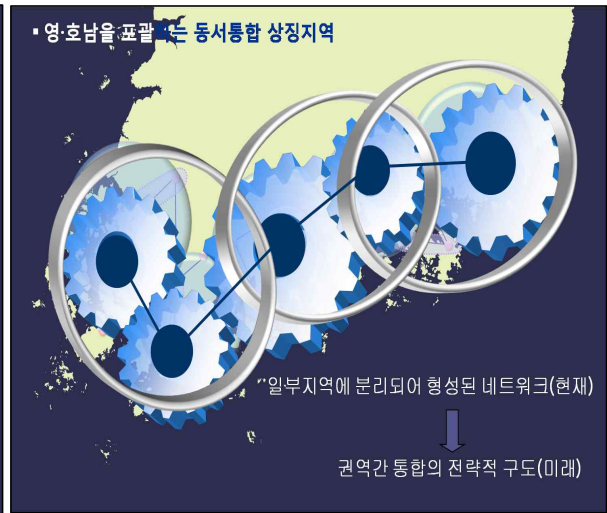 ▪ 영·호남을 포괄하는 동서통합 상징지역
일부지역에 분리되어 형성된 네트워크(현재)
권역간 통합의 전략적 구도(미래)